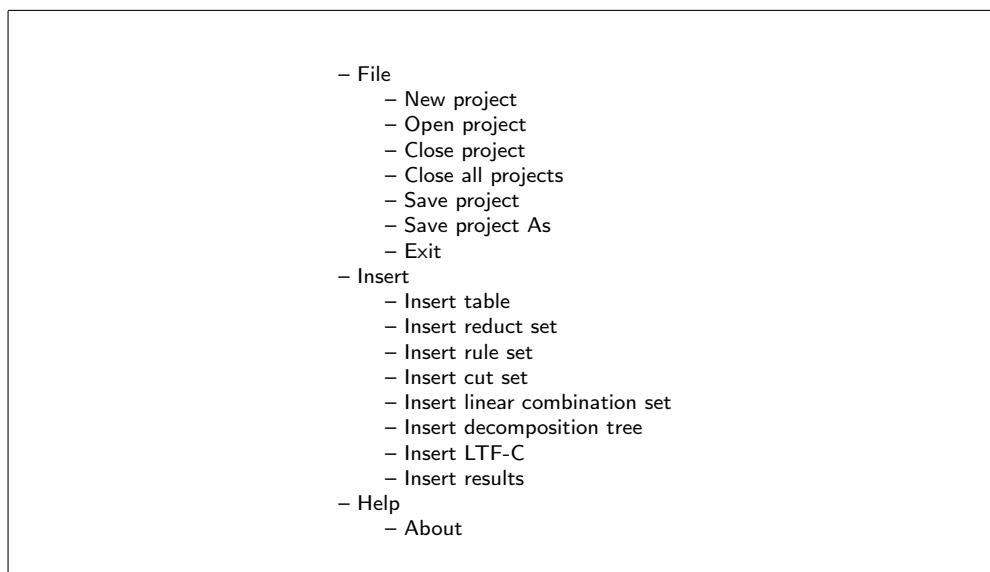 – File
– New project
– Open project
– Close project
– Close all projects
– Save project
– Save project As
– Exit
– Insert
– Insert table
– Insert reduct set
– Insert rule set
– Insert cut set
– Insert linear combination set
– Insert decomposition tree
– Insert LTF-C
– Insert results
– Help
– About